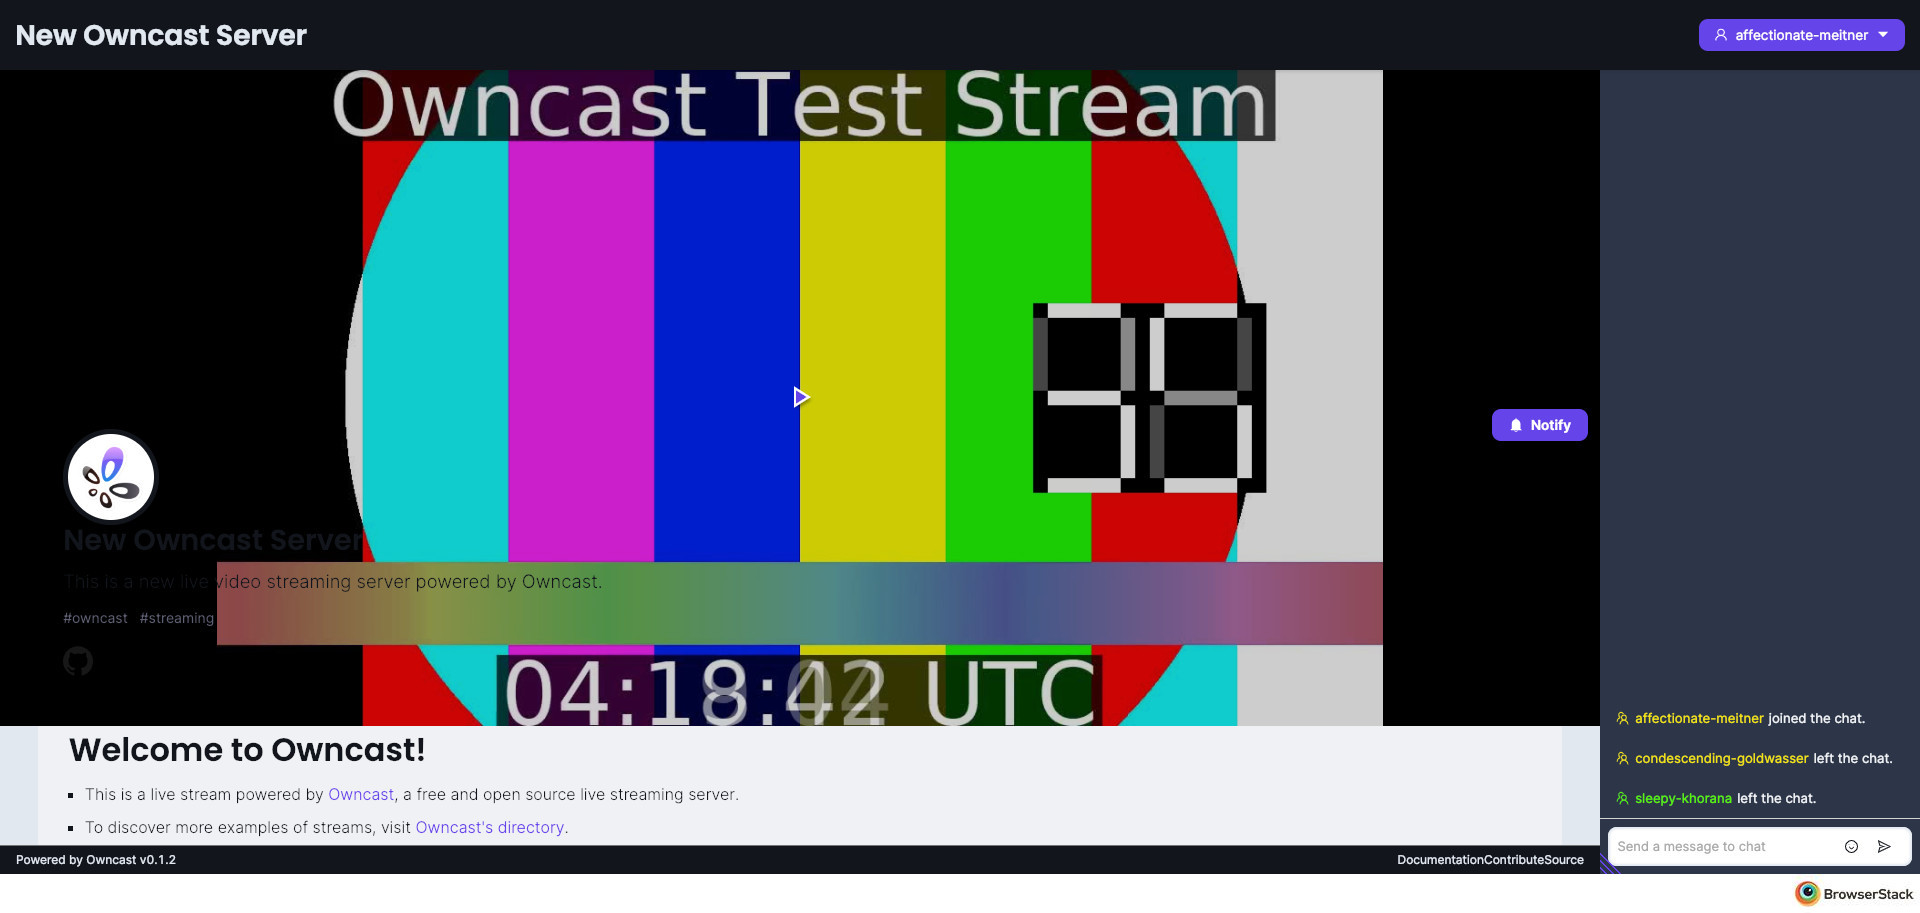 New Owncast Server
affectionate-meitner
Owncast Test Stream
Notify
New Owncast Server
This is a new live video streaming server powered by Owncast.
#owncast #streaming
04:18:42 UTC
Welcome to Owncast!
This is a live stream powered by Owncast, a free and open source live streaming server.
To discover more examples of streams, visit Owncast's directory.
affectionate-meitner joined the chat.
condescending-goldwasser left the chat.
sleepy-khorana left the chat.
Send a message to chat
Powered by Owncast v0.1.2
DocumentationContributeSource
BrowserStack